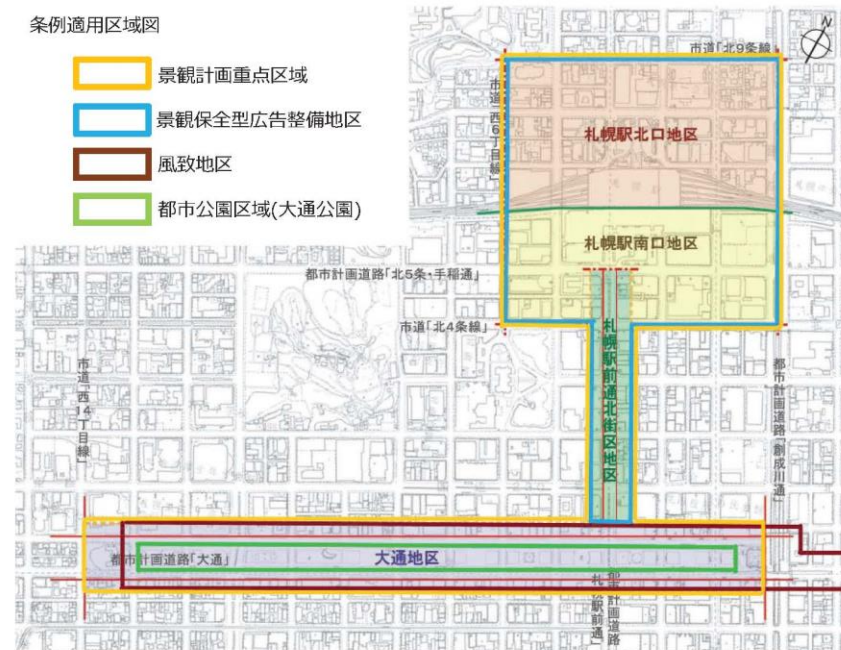 条例適用区域図
景観計画重点区域
景観保全型広告整備地区
風致地区
都市公園区域(大通公園)
N
市道「北9条線」
市道「西6丁目線」
札幌駅北口地区
札幌駅南口地区
都市計画道路「北5条・手稲通」
市道「北4条線」
札幌駅前通北街区地区
市道「西14丁目線」
都市計画道路「創成川通」
都市計画道路「大通」
大通地区
都市計画道路
「札幌駅前通」